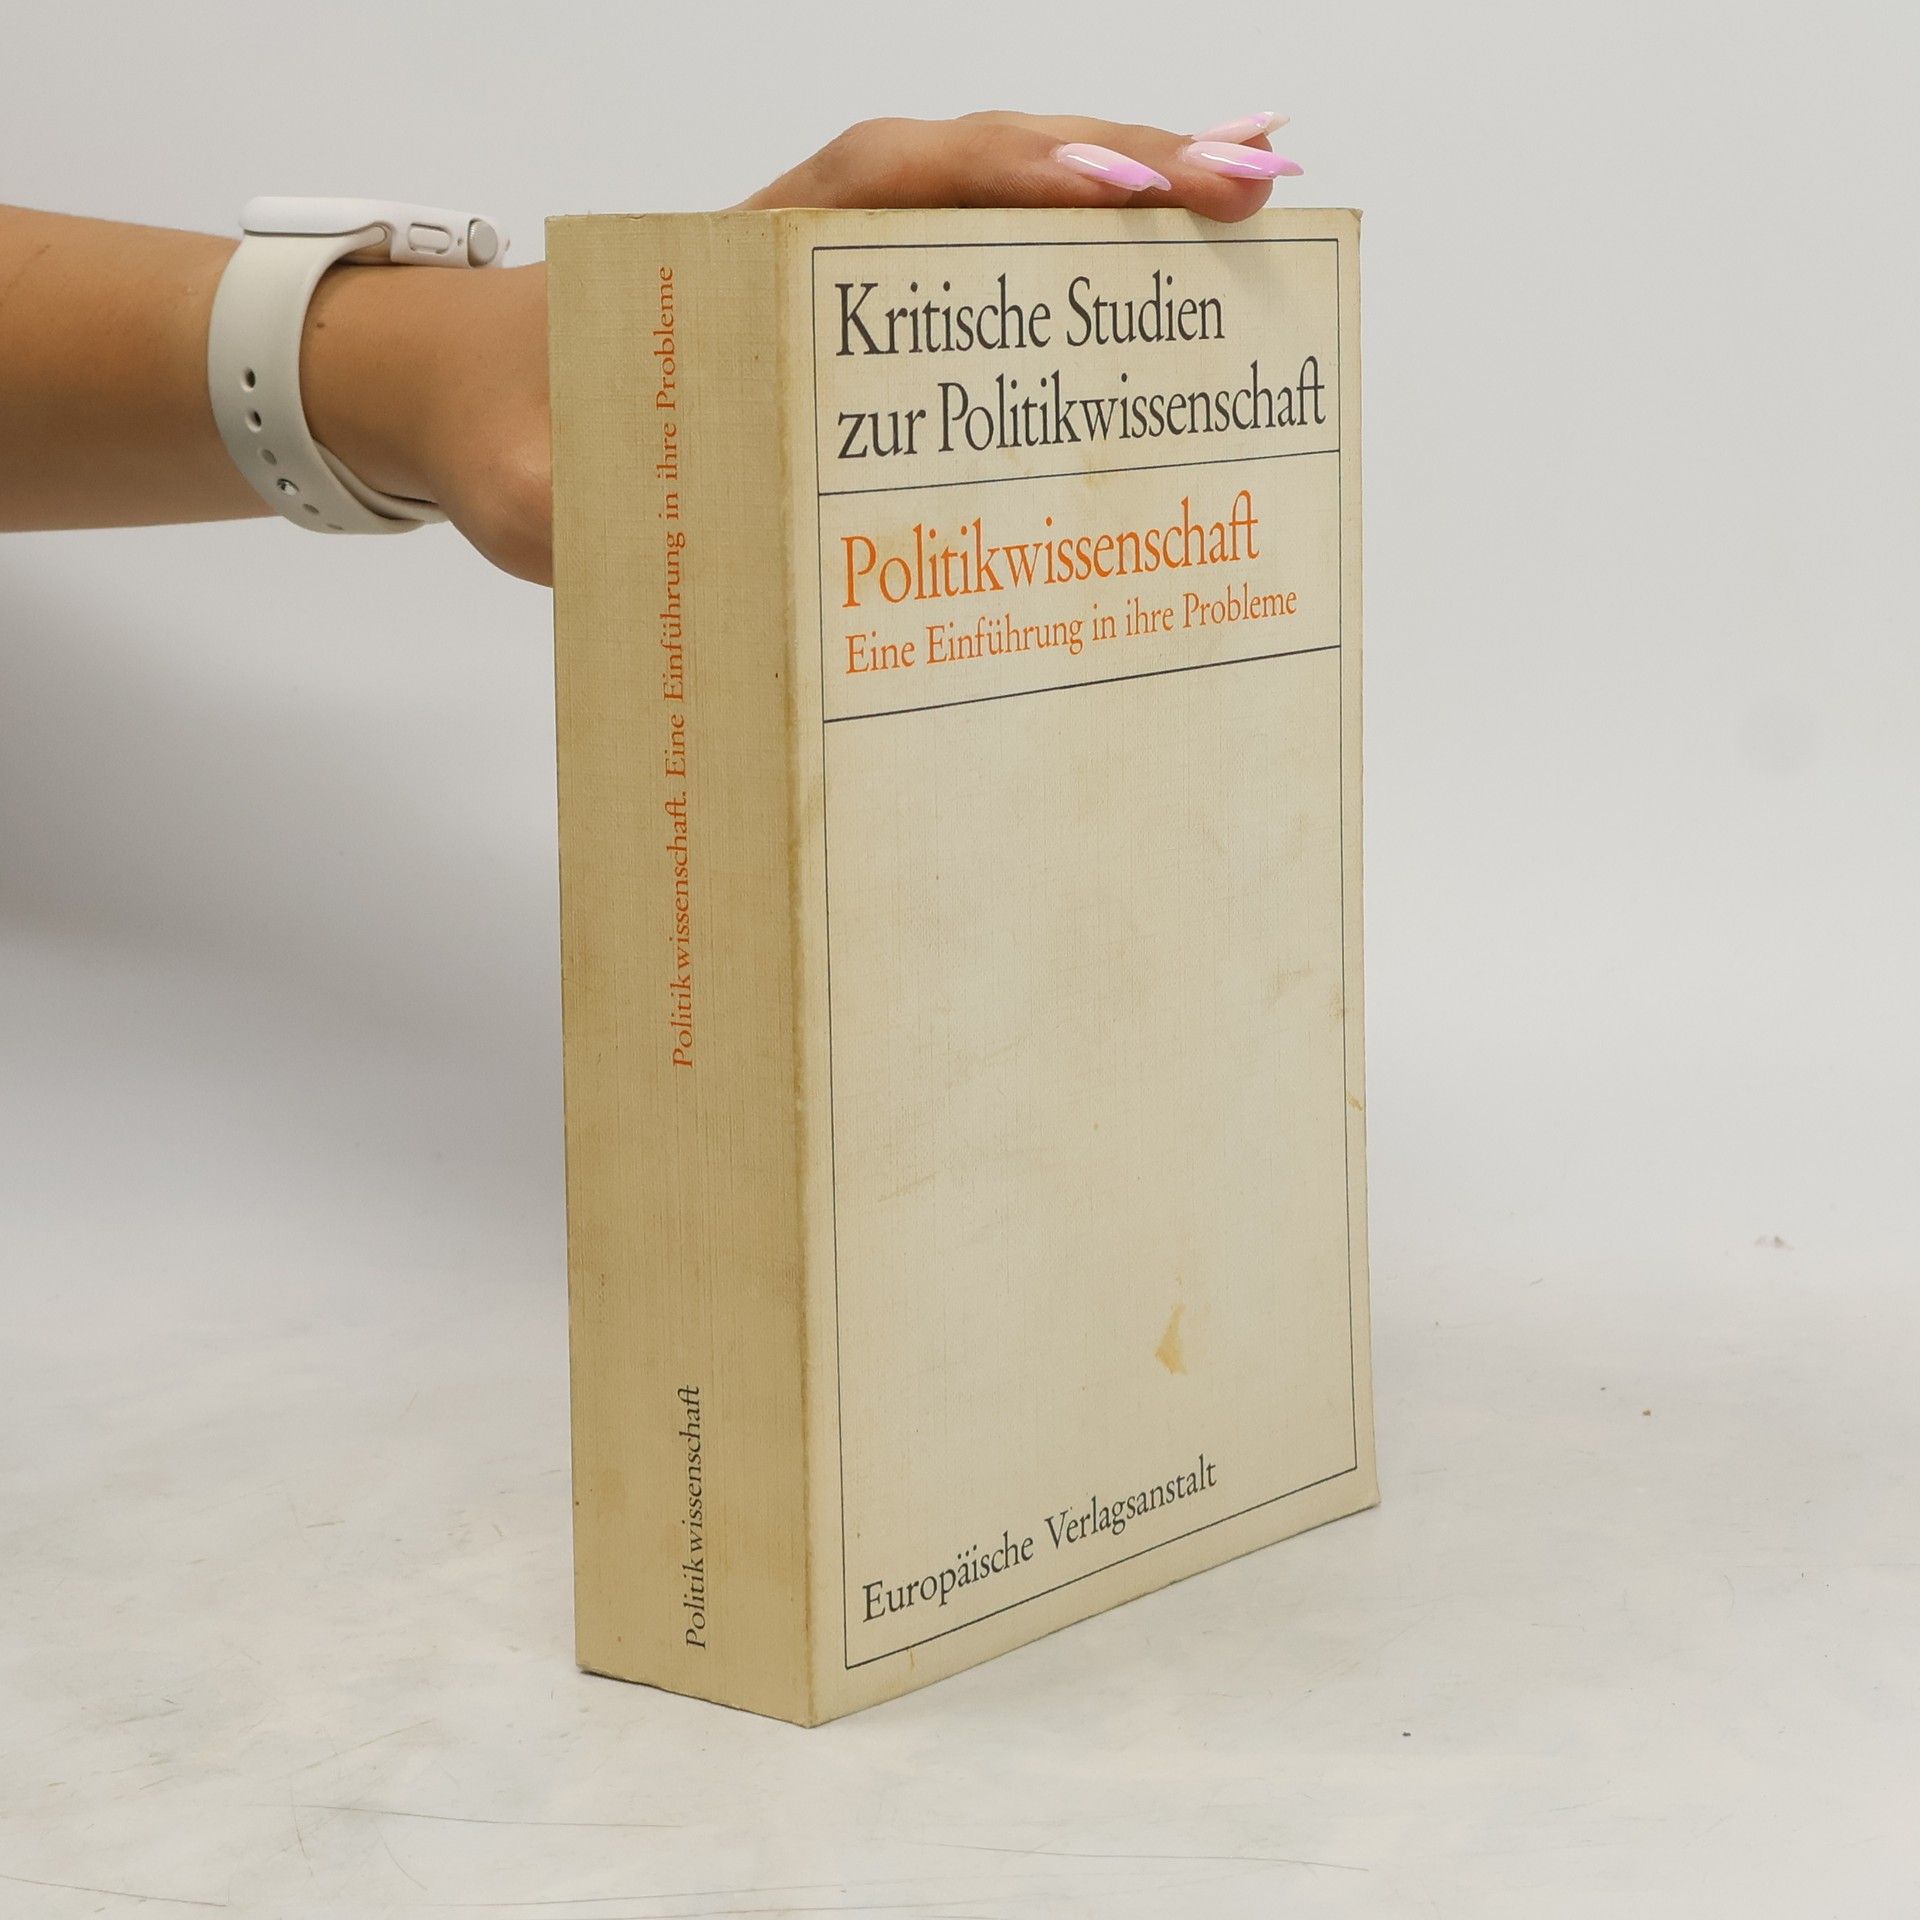 Kritische Studien
zur Politikwissenschaft
Politikwissenschaft
Eine Einführung in ihre Probleme
Europäische Verlagsanstalt
Politikwissenschaft. Eine Einführung in ihre Probleme
Politikwissenschaft